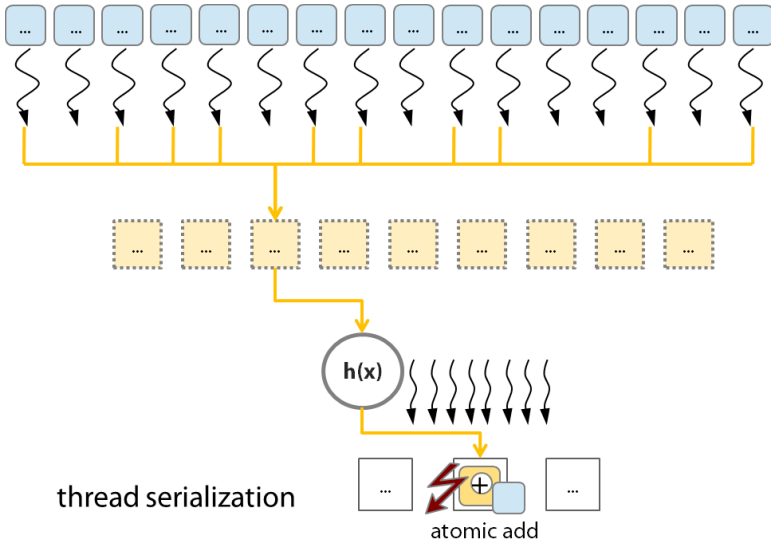 ... ... ... ... ... ... ... ... ... ... ... ... ... ... ... ...
... ... ... ... ... ... ... ... ...
h(x)
... + ...
thread serialization
atomic add